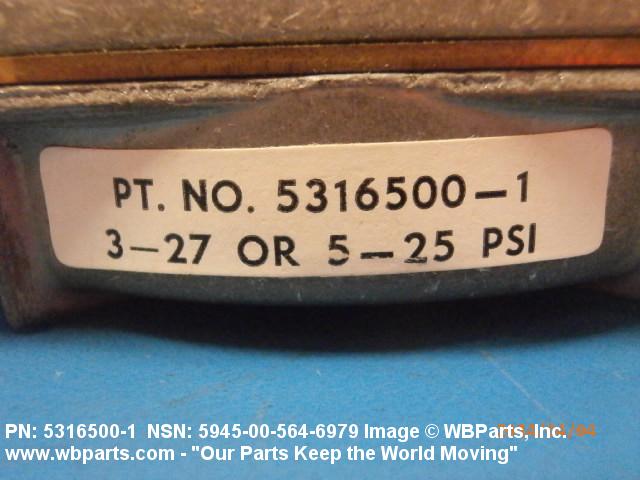 PT. NO. 5316500-1
3-27 OR 5-25 PSI
PN: 5316500-1 NSN: 5945-00-564-6979 Image © WBParts, Inc.
www.wbparts.com - "Our Parts Keep the World Moving"